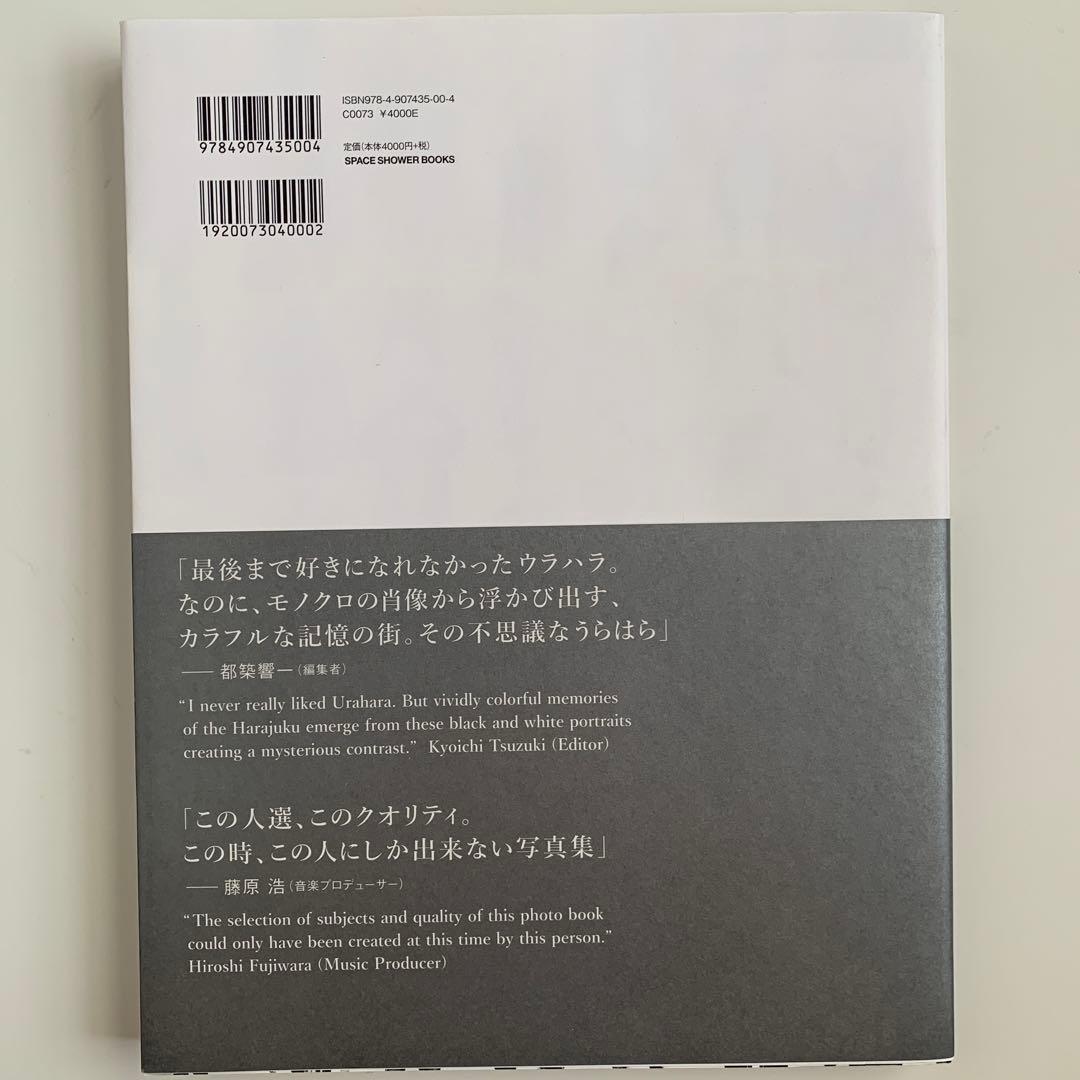 ISBN978-4-907435-00-4
C0073 ¥4000E
9784907435004
定価(本体4000円+税)
SPACE SHOWER BOOKS
1920073040002
「最後まで好きになれなかったウラハラ。
なのに、モノクロの肖像から浮かび出す、
カラフルな記憶の街。その不思議なうらはら」
—— 都築響一(編集者)
“I never really liked Urahara. But vividly colorful memories
of the Harajuku emerge from these black and white portraits
creating a mysterious contrast.” Kyoichi Tsuzuki (Editor)
「この人選、このクオリティ。
この時、この人にしか出来ない写真集」
—— 藤原 浩(音楽プロデューサー)
“The selection of subjects and quality of this photo book
could only have been created at this time by this person.”
Hiroshi Fujiwara (Music Producer)